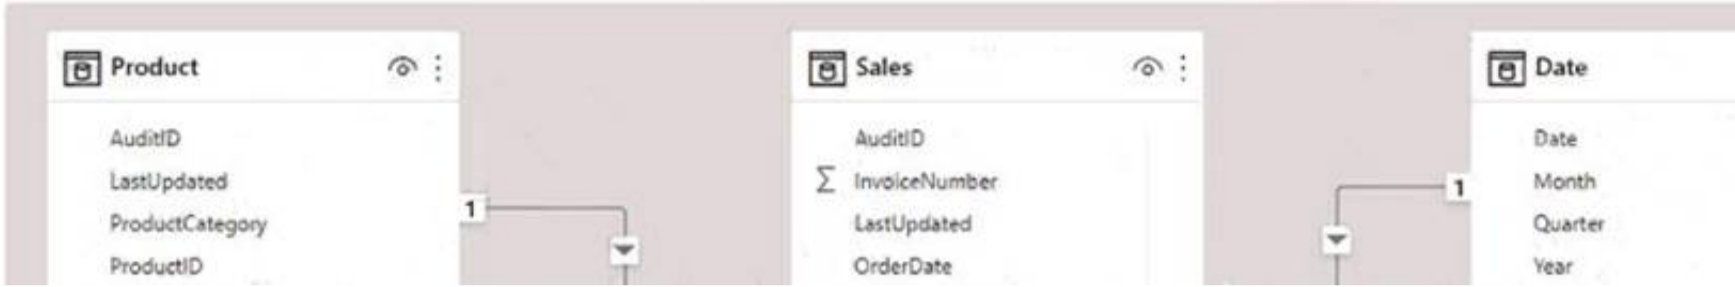 Product
AuditID
LastUpdated
ProductCategory
ProductID
1
Sales
AuditID
Σ InvoiceNumber
LastUpdated
OrderDate
1
Date
Date
Month
Quarter
Year